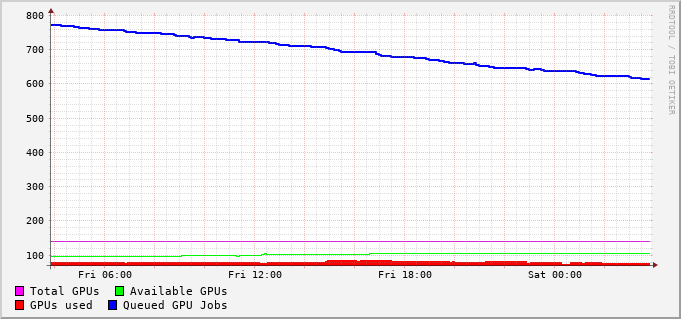 800
700
600
500
400
300
200
100
Fri 06:00 Fri 12:00 Fri 18:00 Sat 00:00
Total GPUs Available GPUs
GPUs used Queued GPU Jobs
RRDTOOL / TOBI OETIKER